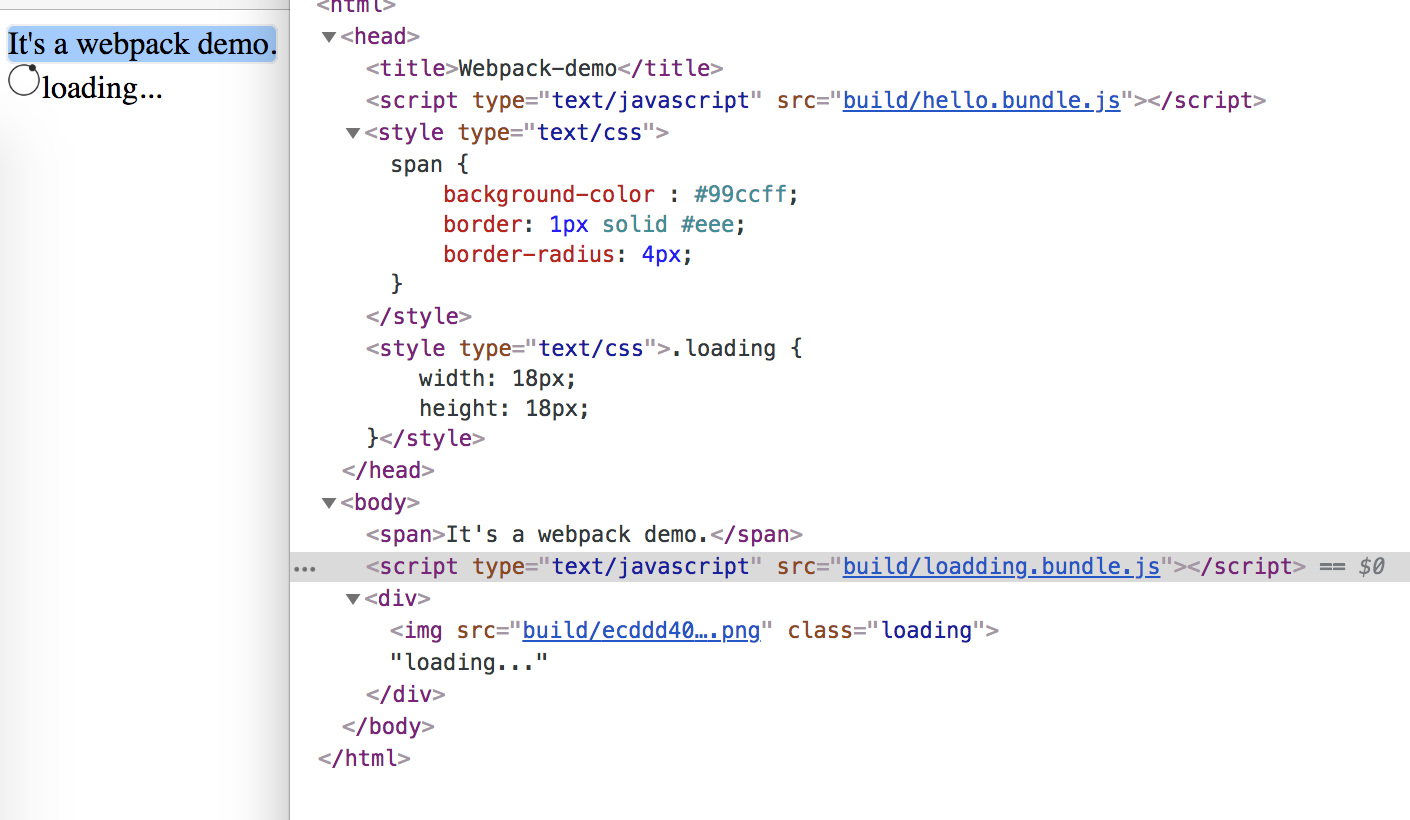 It's a webpack demo.
loading...
<html>
<head>
<title>Webpack-demo</title>
<script type="text/javascript" src="build/hello.bundle.js"></script>
<style type="text/css">
span {
background-color : #99ccff;
border: 1px solid #eee;
border-radius: 4px;
}
</style>
<style type="text/css">.loading {
width: 18px;
height: 18px;
}</style>
</head>
<body>
<span>It's a webpack demo.</span>
... <script type="text/javascript" src="build/loadding.bundle.js"></script> == $0
<div>
<img src="build/ecddd40….png" class="loading">
"loading..."
</div>
</body>
</html>